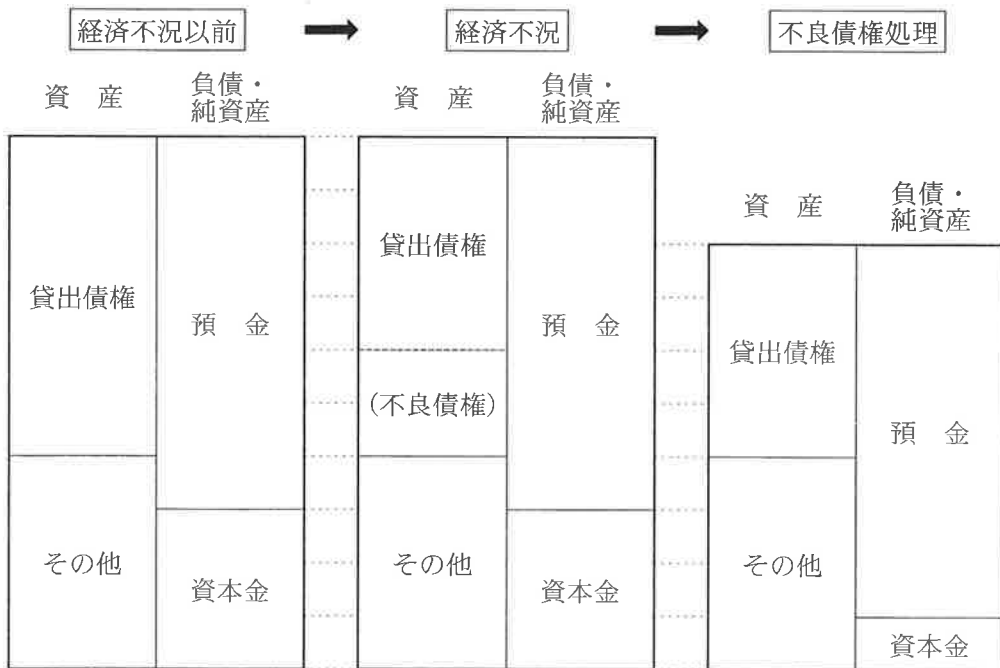 経済不況以前
経済不況
不良債権処理
資 産
負債・
純資産
貸出債権
預 金
その他
資本金
資 産
負債・
純資産
貸出債権
(不良債権)
預 金
その他
資本金
資 産
負債・
純資産
貸出債権
預 金
その他
資本金